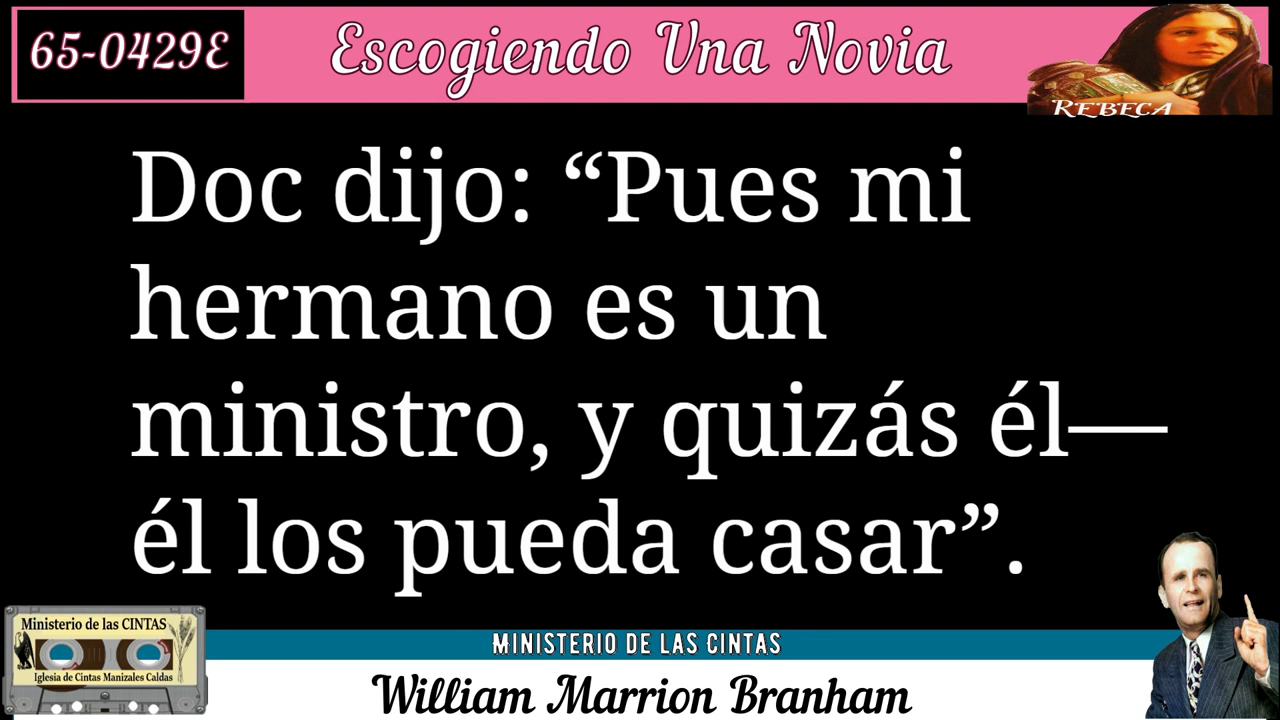 65-0429E
Escogiendo Una Novia
REBECA
Doc dijo: “Pues mi
hermano es un
ministro, y quizás él—
él los pueda casar”.
Ministerio de las CINTAS
Iglesia de Cintas Manizales Caldas
MINISTERIO DE LAS CINTAS
William Marrion Branham